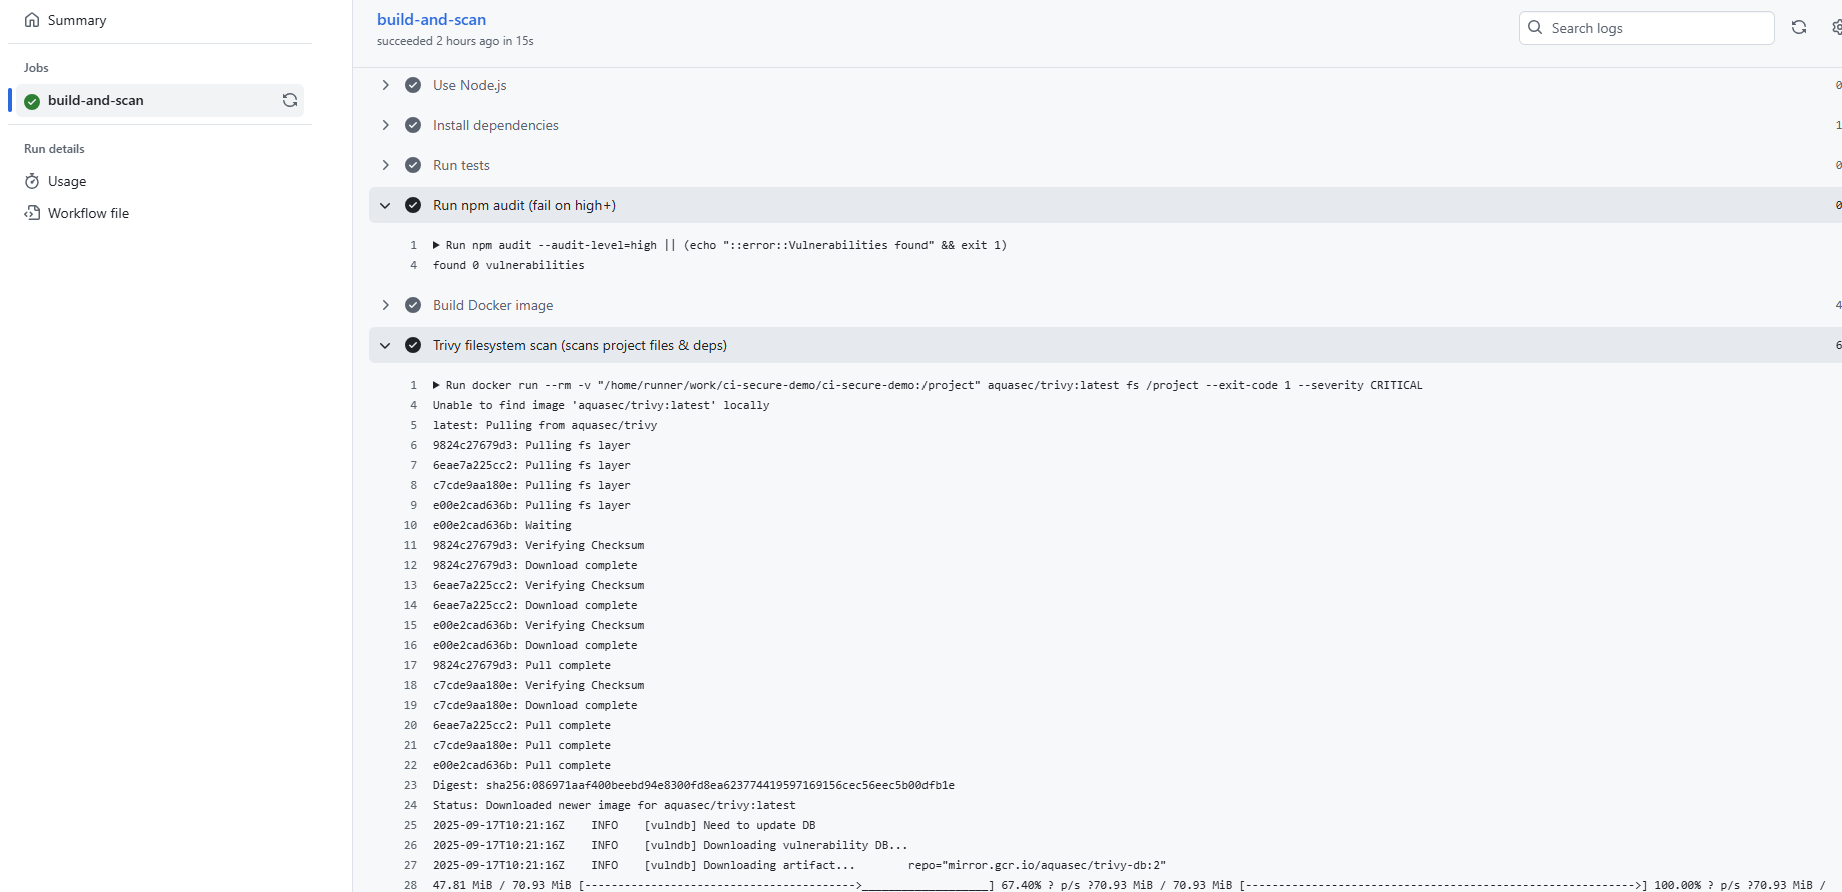 Summary
Jobs
build-and-scan
Run details
Usage
Workflow file
build-and-scan
succeeded 2 hours ago in 15s
Search logs
Use Node.js 0
Install dependencies 1
Run tests 0
Run npm audit (fail on high+) 0
1 Run npm audit --audit-level=high || (echo "::error::Vulnerabilities found" && exit 1)
4 found 0 vulnerabilities
Build Docker image 4
Trivy filesystem scan (scans project files & deps) 6
1 Run docker run --rm -v "/home/runner/work/ci-secure-demo/ci-secure-demo:/project" aquasec/trivy:latest fs /project --exit-code 1 --severity CRITICAL
4 Unable to find image 'aquasec/trivy:latest' locally
5 latest: Pulling from aquasec/trivy
6 9824c27679d3: Pulling fs layer
7 6eae7a225cc2: Pulling fs layer
8 c7cde9aa180e: Pulling fs layer
9 e00e2cad636b: Pulling fs layer
10 e00e2cad636b: Waiting
11 9824c27679d3: Verifying Checksum
12 9824c27679d3: Download complete
13 6eae7a225cc2: Verifying Checksum
14 6eae7a225cc2: Download complete
15 e00e2cad636b: Verifying Checksum
16 e00e2cad636b: Download complete
17 9824c27679d3: Pull complete
18 c7cde9aa180e: Verifying Checksum
19 c7cde9aa180e: Download complete
20 6eae7a225cc2: Pull complete
21 c7cde9aa180e: Pull complete
22 e00e2cad636b: Pull complete
23 Digest: sha256:086971aaf400beebd94e8300fd8ea623774419597169156cec56eec5b00dfb1e
24 Status: Downloaded newer image for aquasec/trivy:latest
25 2025-09-17T10:21:16Z INFO [vulndb] Need to update DB
26 2025-09-17T10:21:16Z INFO [vulndb] Downloading vulnerability DB...
27 2025-09-17T10:21:16Z INFO [vulndb] Downloading artifact... repo="mirror.gcr.io/aquasec/trivy-db:2"
28 47.81 MiB / 70.93 MiB [----------------------------------------->___________________] 67.40% ? p/s ?70.93 MiB / 70.93 MiB [----------------------------------------------------------->] 100.00% ? p/s ?70.93 MiB /